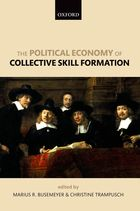 OXFORD
THE POLITICAL ECONOMY OF
COLLECTIVE SKILL FORMATION
edited by
MARIUS R. BUSEMEYER & CHRISTINE TRAMPUSCH